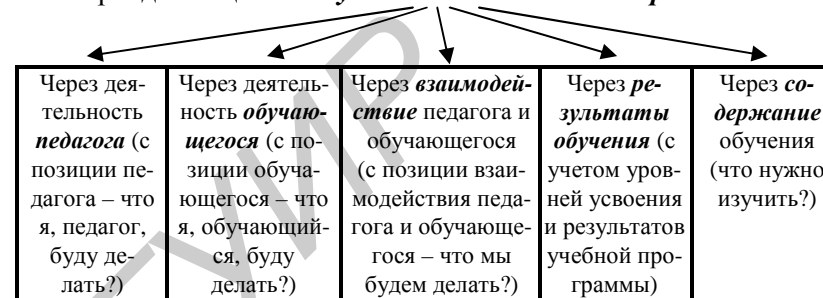 Через дея-
тельность
педагога (с
позиции пе-
дагога – что
я, педагог,
буду де-
лать?)
Через деятель-
ность обучаю-
щегося (с по-
зиции обуча-
ющегося – что
я, обучающий-
ся, буду
делать?)
Через взаимодей-
ствие педагога и
обучающегося
(с позиции взаи-
модействия педа-
гога и обучающе-
гося – что мы
будем делать?)
Через ре-
зультаты
обучения (с
учетом уров-
ней усвоения
и результатов
учебной про-
граммы)
Через со-
держание
обучения
(что нужно
изучить?)
ГУИР